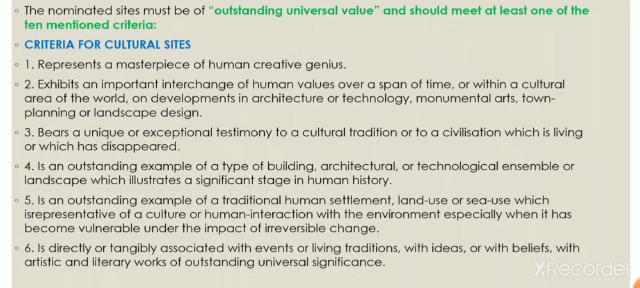 The nominated sites must be of "outstanding universal value" and should meet at least one of the
ten mentioned criteria:
CRITERIA FOR CULTURAL SITES
1. Represents a masterpiece of human creative genius.
2. Exhibits an important interchange of human values over a span of time, or within a cultural
area of the world, on developments in architecture or technology, monumental arts, town-
planning or landscape design.
3. Bears a unique or exceptional testimony to a cultural tradition or to a civilisation which is living
or which has disappeared.
4. Is an outstanding example of a type of building, architectural, or technological ensemble or
landscape which illustrates a significant stage in human history.
5. Is an outstanding example of a traditional human settlement, land-use or sea-use which
isrepresentative of a culture or human-interaction with the environment especially when it has
become vulnerable under the impact of irreversible change.
6. Is directly or tangibly associated with events or living traditions, with ideas, or with beliefs, with
artistic and literary works of outstanding universal significance.
XRecorder